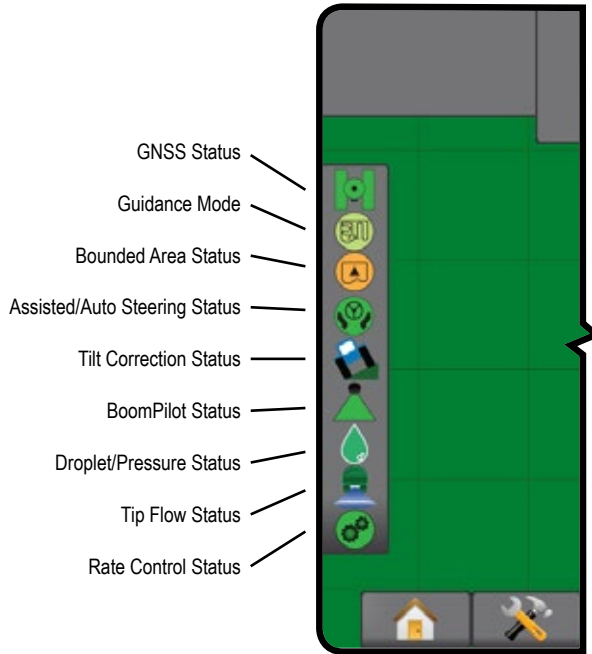 GNSS Status
Guidance Mode
Bounded Area Status
Assisted/Auto Steering Status
Tilt Correction Status
BoomPilot Status
Droplet/Pressure Status
Tip Flow Status
Rate Control Status